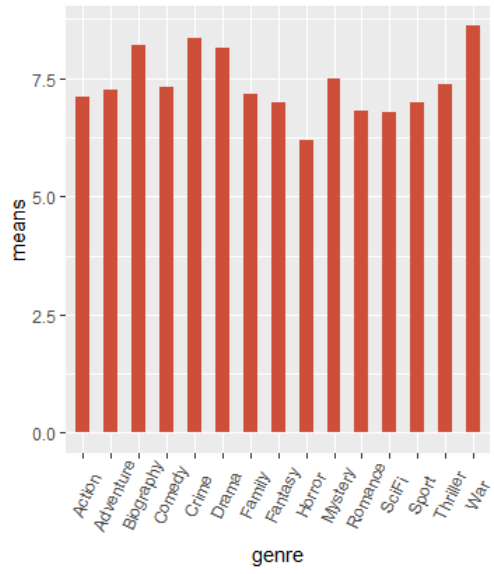 7.5
5.0
2.5
0.0
means
Action
Adventure
Biography
Comedy
Crime
Drama
Family
Fantasy
Horror
Mystery
Romance
SciFi
Sport
Thriller
War
genre